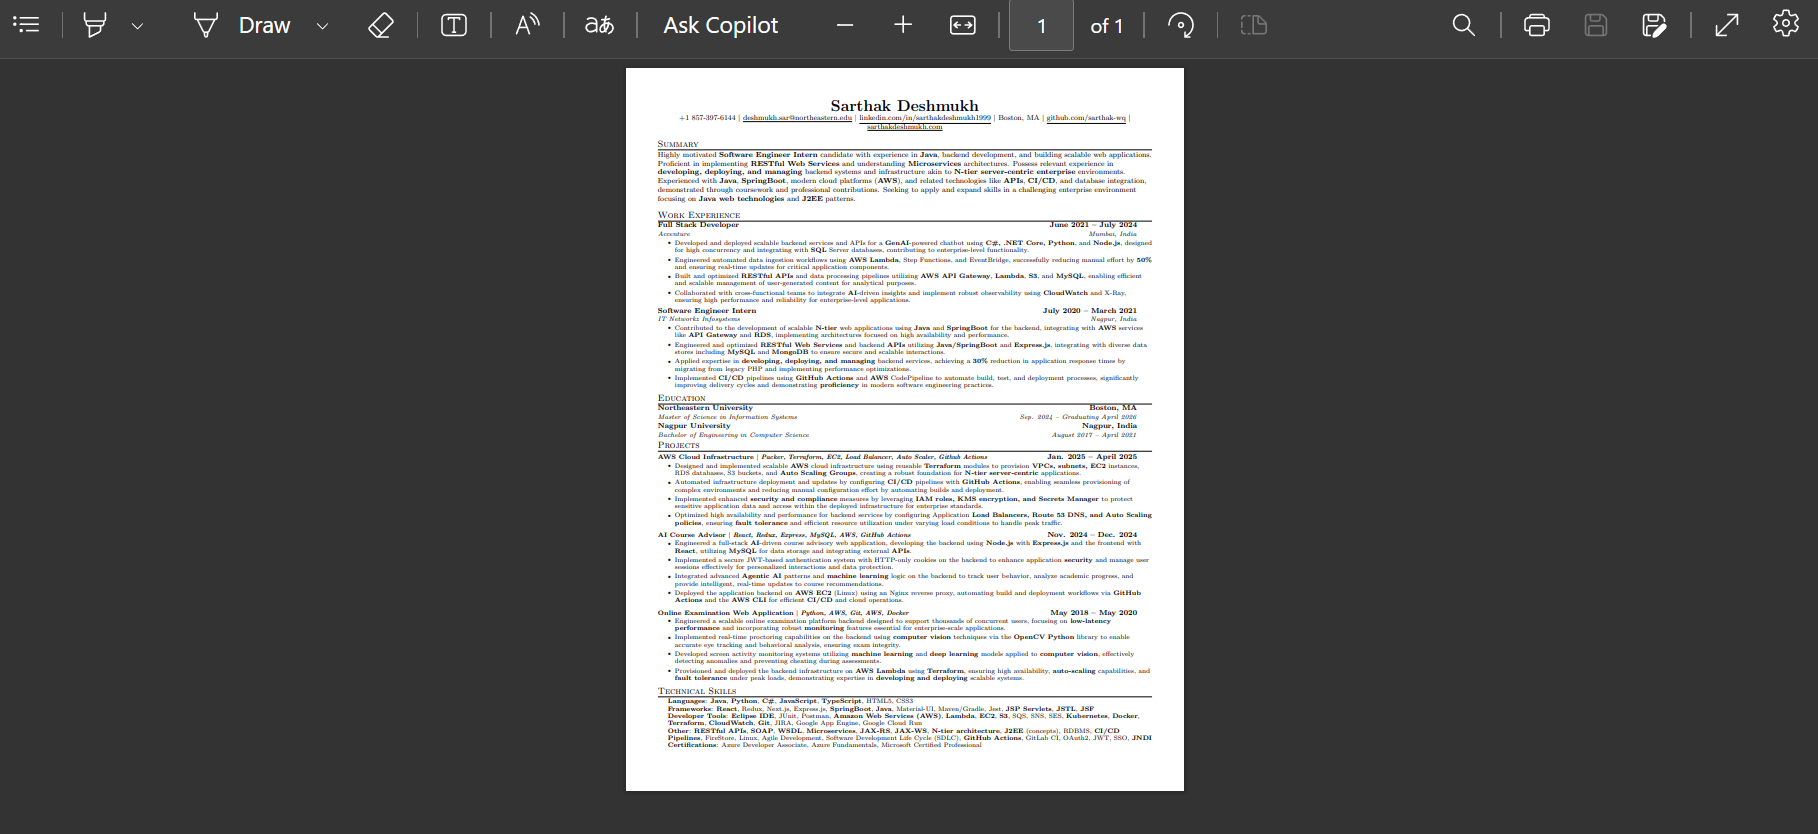 Draw
aあ
Ask Copilot
1
of 1
Sarthak Deshmukh
+1 857-397-6144 | deshmukh.sar@northeastern.edu | linkedin.com/in/sarthakdeshmukh1999 | Boston, MA | github.com/sarthak-wq |
sarthakdeshmukh.com
Summary
Highly motivated Software Engineer Intern candidate with experience in Java, backend development, and building scalable web applications.
Proficient in implementing RESTful Web Services and understanding Microservices architectures. Possess relevant experience in
developing, deploying, and managing backend systems and infrastructure akin to N-tier server-centric enterprise environments.
Experienced with Java, SpringBoot, modern cloud platforms (AWS), and related technologies like APIs, CI/CD, and database integration,
demonstrated through coursework and professional contributions. Seeking to apply and expand skills in a challenging enterprise environment
focusing on Java web technologies and J2EE patterns.
Work Experience
Full Stack Developer June 2021 – July 2024
Accenture Mumbai, India
• Developed and deployed scalable backend services and APIs for a GenAI-powered chatbot using C#, .NET Core, Python, and Node.js, designed
for high concurrency and integrating with SQL Server databases, contributing to enterprise-level functionality.
• Engineered automated data ingestion workflows using AWS Lambda, Step Functions, and EventBridge, successfully reducing manual effort by 50%
and ensuring real-time updates for critical application components.
• Built and optimized RESTful APIs and data processing pipelines utilizing AWS API Gateway, Lambda, S3, and MySQL, enabling efficient
and scalable management of user-generated content for analytical purposes.
• Collaborated with cross-functional teams to integrate AI-driven insights and implement robust observability using CloudWatch and X-Ray,
ensuring high performance and reliability for enterprise-level applications.
Software Engineer Intern July 2020 – March 2021
IT Networkz Infosystems Nagpur, India
• Contributed to the development of scalable N-tier web applications using Java and SpringBoot for the backend, integrating with AWS services
like API Gateway and RDS, implementing architectures focused on high availability and performance.
• Engineered and optimized RESTful Web Services and backend APIs utilizing Java/SpringBoot and Express.js, integrating with diverse data
stores including MySQL and MongoDB to ensure secure and scalable interactions.
• Applied expertise in developing, deploying, and managing backend services, achieving a 30% reduction in application response times by
migrating from legacy PHP and implementing performance optimizations.
• Implemented CI/CD pipelines using GitHub Actions and AWS CodePipeline to automate build, test, and deployment processes, significantly
improving delivery cycles and demonstrating proficiency in modern software engineering practices.
Education
Northeastern University Boston, MA
Master of Science in Information Systems Sep. 2024 – Graduating April 2026
Nagpur University Nagpur, India
Bachelor of Engineering in Computer Science August 2017 – April 2021
Projects
AWS Cloud Infrastructure | Packer, Terraform, EC2, Load Balancer, Auto Scaler, Github Actions Jan. 2025 – April 2025
• Designed and implemented scalable AWS cloud infrastructure using reusable Terraform modules to provision VPCs, subnets, EC2 instances,
RDS databases, S3 buckets, and Auto Scaling Groups, creating a robust foundation for N-tier server-centric applications.
• Automated infrastructure deployment and updates by configuring CI/CD pipelines with GitHub Actions, enabling seamless provisioning of
complex environments and reducing manual configuration effort by automating builds and deployment.
• Implemented enhanced security and compliance measures by leveraging IAM roles, KMS encryption, and Secrets Manager to protect
sensitive application data and access within the deployed infrastructure for enterprise standards.
• Optimized high availability and performance for backend services by configuring Application Load Balancers, Route 53 DNS, and Auto Scaling
policies, ensuring fault tolerance and efficient resource utilization under varying load conditions to handle peak traffic.
AI Course Advisor | React, Redux, Express, MySQL, AWS, GitHub Actions Nov. 2024 – Dec. 2024
• Engineered a full-stack AI-driven course advisory web application, developing the backend using Node.js with Express.js and the frontend with
React, utilizing MySQL for data storage and integrating external APIs.
• Implemented a secure JWT-based authentication system with HTTP-only cookies on the backend to enhance application security and manage user
sessions effectively for personalized interactions and data protection.
• Integrated advanced Agentic AI patterns and machine learning logic on the backend to track user behavior, analyze academic progress, and
provide intelligent, real-time updates to course recommendations.
• Deployed the application backend on AWS EC2 (Linux) using an Nginx reverse proxy, automating build and deployment workflows via GitHub
Actions and the AWS CLI for efficient CI/CD and cloud operations.
Online Examination Web Application | Python, AWS, Git, AWS, Docker May 2018 – May 2020
• Engineered a scalable online examination platform backend designed to support thousands of concurrent users, focusing on low-latency
performance and incorporating robust monitoring features essential for enterprise-scale applications.
• Implemented real-time proctoring capabilities on the backend using computer vision techniques via the OpenCV Python library to enable
accurate eye tracking and behavioral analysis, ensuring exam integrity.
• Developed screen activity monitoring systems utilizing machine learning and deep learning models applied to computer vision, effectively
detecting anomalies and preventing cheating during assessments.
• Provisioned and deployed the backend infrastructure on AWS Lambda using Terraform, ensuring high availability, auto-scaling capabilities, and
fault tolerance under peak loads, demonstrating expertise in developing and deploying scalable systems.
Technical Skills
Languages: Java, Python, C#, JavaScript, TypeScript, HTML5, CSS3
Frameworks: React, Redux, Next.js, Express.js, SpringBoot, Java, Material-UI, Maven/Gradle, Jest, JSP Servlets, JSTL, JSF
Developer Tools: Eclipse IDE, JUnit, Postman, Amazon Web Services (AWS), Lambda, EC2, S3, SQS, SNS, SES, Kubernetes, Docker,
Terraform, CloudWatch, Git, JIRA, Google App Engine, Google Cloud Run
Other: RESTful APIs, SOAP, WSDL, Microservices, JAX-RS, JAX-WS, N-tier architecture, J2EE (concepts), RDBMS, CI/CD
Pipelines, FireStore, Linux, Agile Development, Software Development Life Cycle (SDLC), GitHub Actions, GitLab CI, OAuth2, JWT, SSO, JNDI
Certifications: Azure Developer Associate, Azure Fundamentals, Microsoft Certified Professional